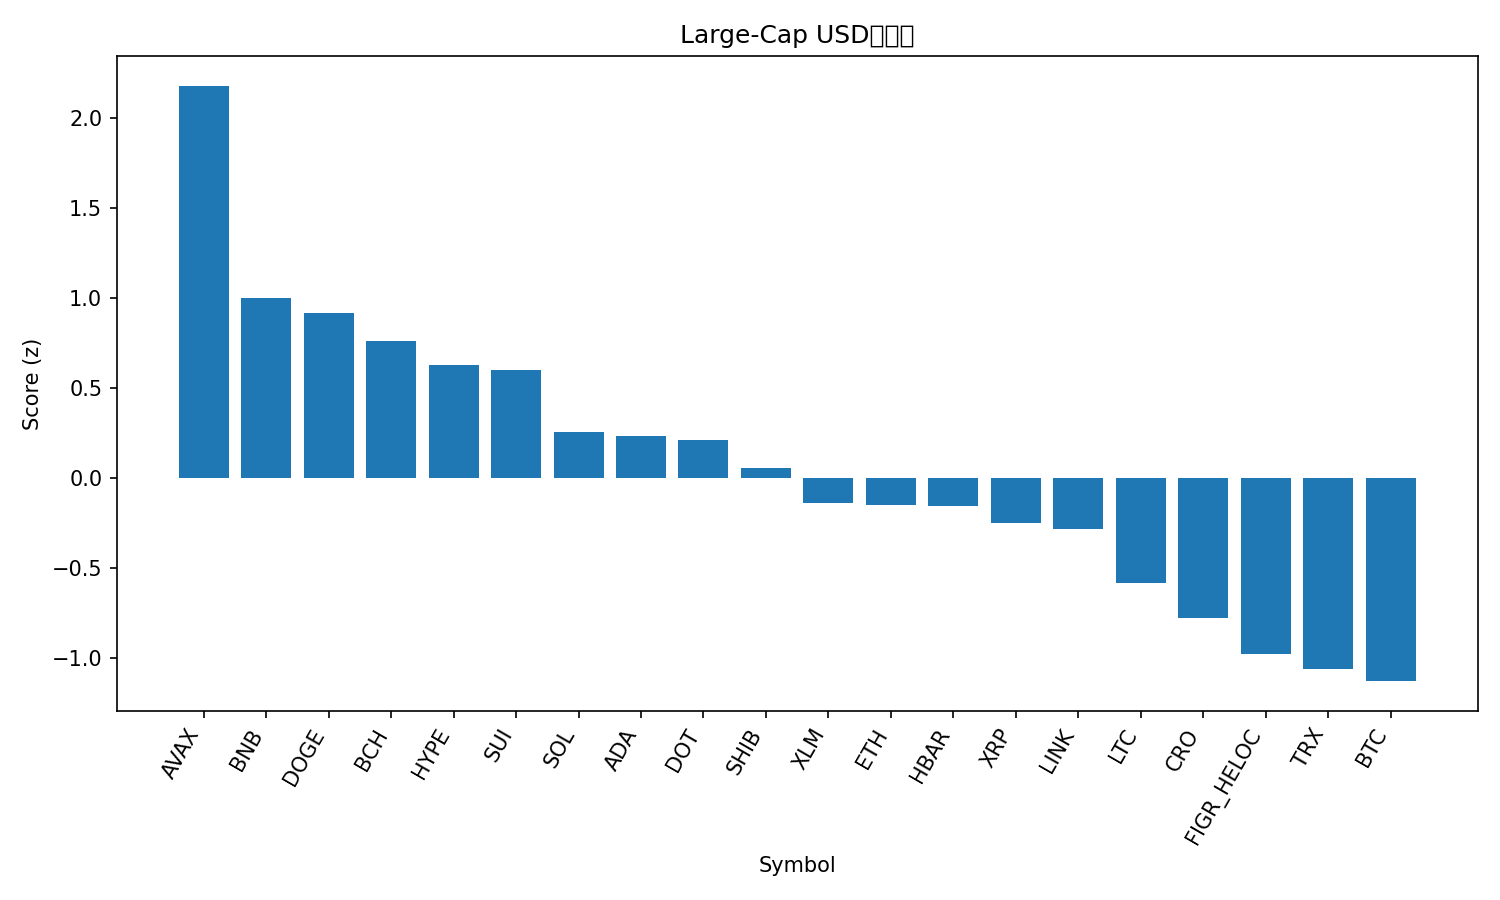 Large-Cap USD
Score (z)
2.0
1.5
1.0
0.5
0.0
−0.5
−1.0
AVAX
BNB
DOGE
BCH
HYPE
SUI
SOL
ADA
DOT
SHIB
XLM
ETH
HBAR
XRP
LINK
LTC
CRO
FIGR_HELOC
TRX
BTC
Symbol